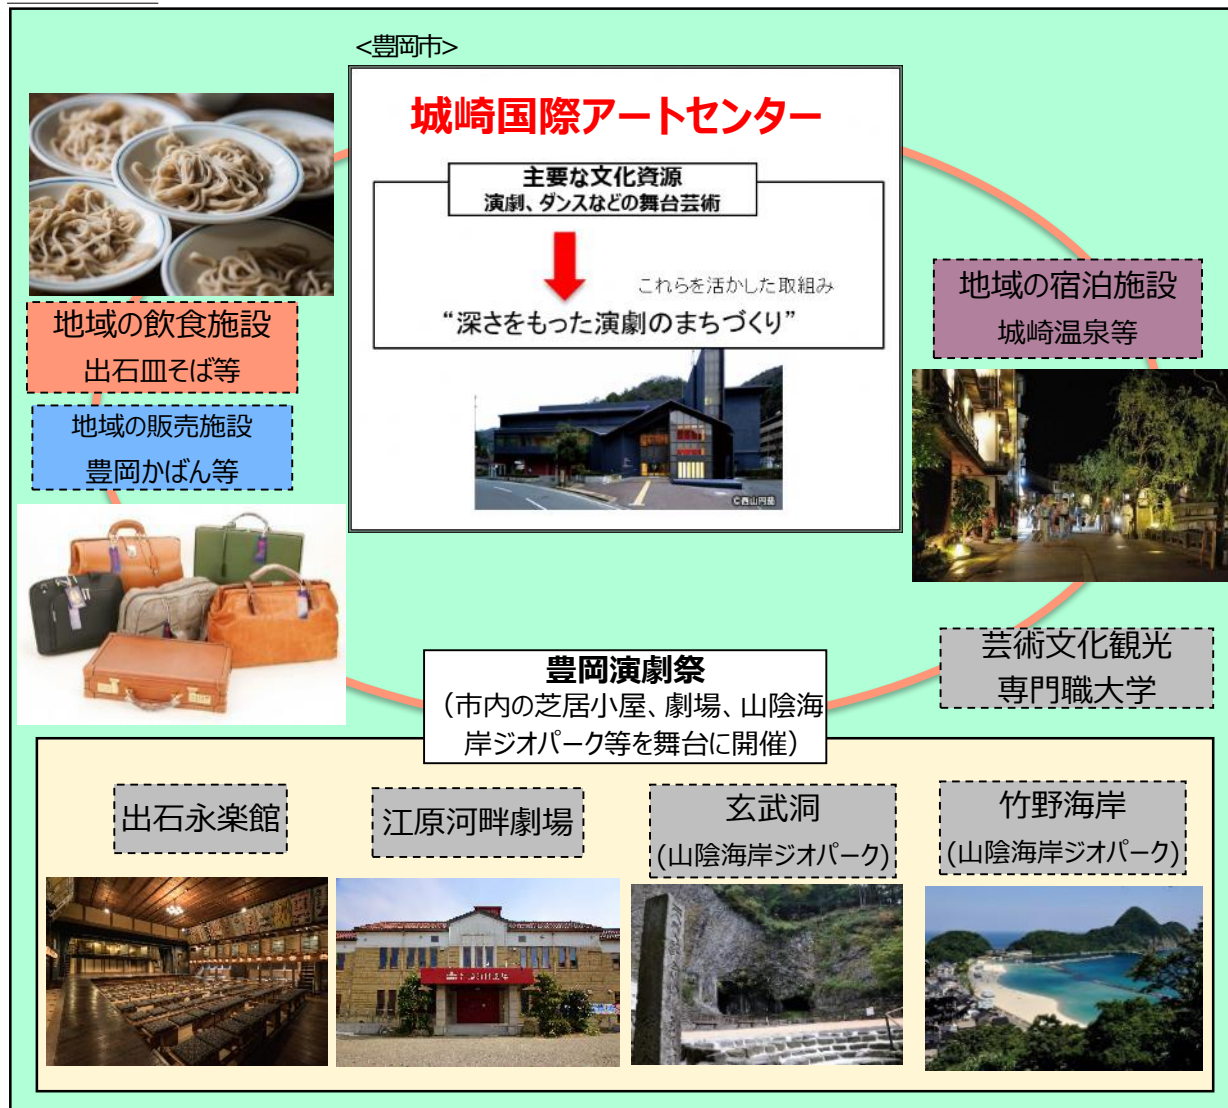 <豊岡市>
城崎国際アートセンター
主要な文化資源
演劇、ダンスなどの舞台芸術
これらを活かした取組み
“深さをもった演劇のまちづくり”
©西山円茄
地域の飲食施設
出石皿そば等
地域の販売施設
豊岡かばん等
地域の宿泊施設
城崎温泉等
芸術文化観光
専門職大学
豊岡演劇祭
（市内の芝居小屋、劇場、山陰海
岸ジオパーク等を舞台に開催）
出石永楽館
江原河畔劇場
玄武洞
(山陰海岸ジオパーク)
竹野海岸
(山陰海岸ジオパーク)